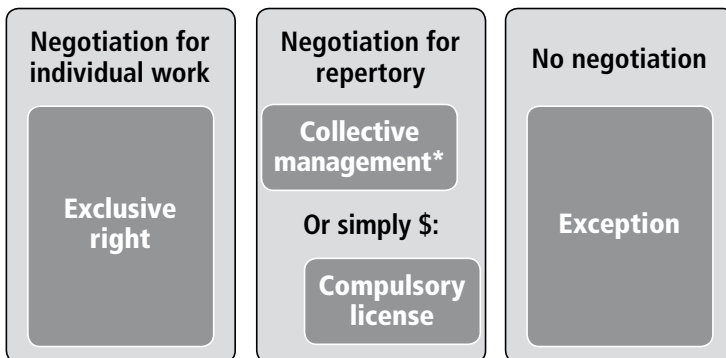 Negotiation for
individual work
Exclusive
right
Negotiation for
repertory
Collective
management*
Or simply $:
Compulsory
license
No negotiation
Exception